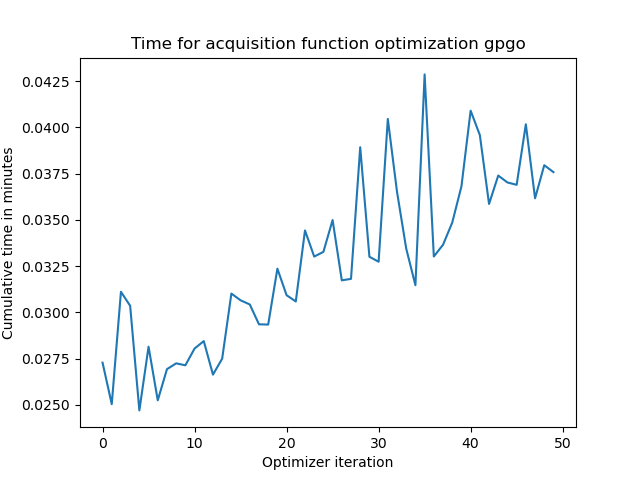 Time for acquisition function optimization gpgo
Cumulative time in minutes
0.0425
0.0400
0.0375
0.0350
0.0325
0.0300
0.0275
0.0250
0 10 20 30 40 50
Optimizer iteration